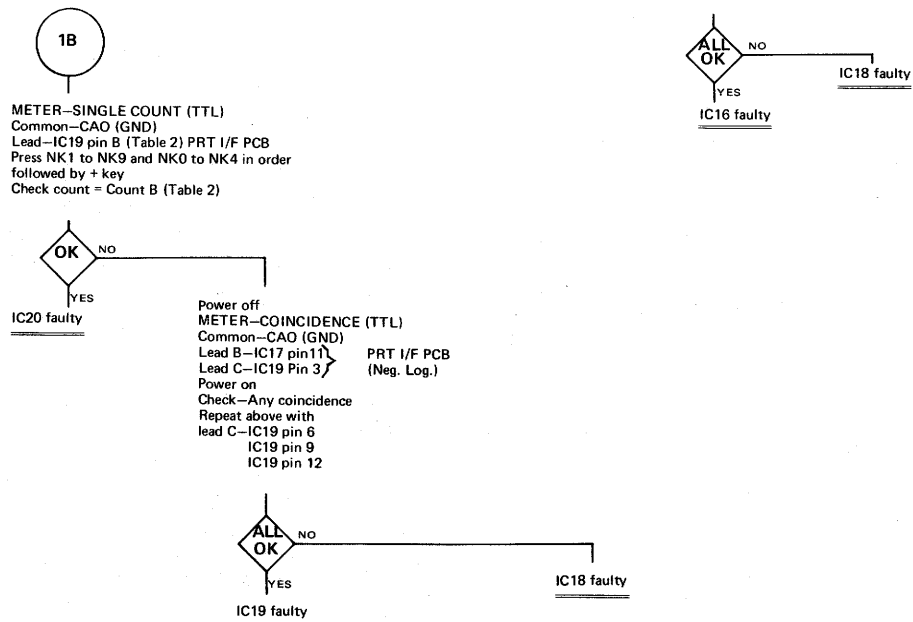 1B
METER—SINGLE COUNT (TTL)
Common—CAO (GND)
Lead—IC19 pin B (Table 2) PRT I/F PCB
Press NK1 to NK9 and NK0 to NK4 in order
followed by + key
Check count = Count B (Table 2)
OK
NO
YES
IC20 faulty
Power off
METER—COINCIDENCE (TTL)
Common—CAO (GND)
Lead B—IC17 pin11 } PRT I/F PCB
Lead C—IC19 Pin 3 } (Neg. Log.)
Power on
Check—Any coincidence
Repeat above with
lead C—IC19 pin 6
IC19 pin 9
IC19 pin 12
ALL
OK
NO
YES
IC19 faulty
IC18 faulty
ALL
OK
NO
YES
IC16 faulty
IC18 faulty